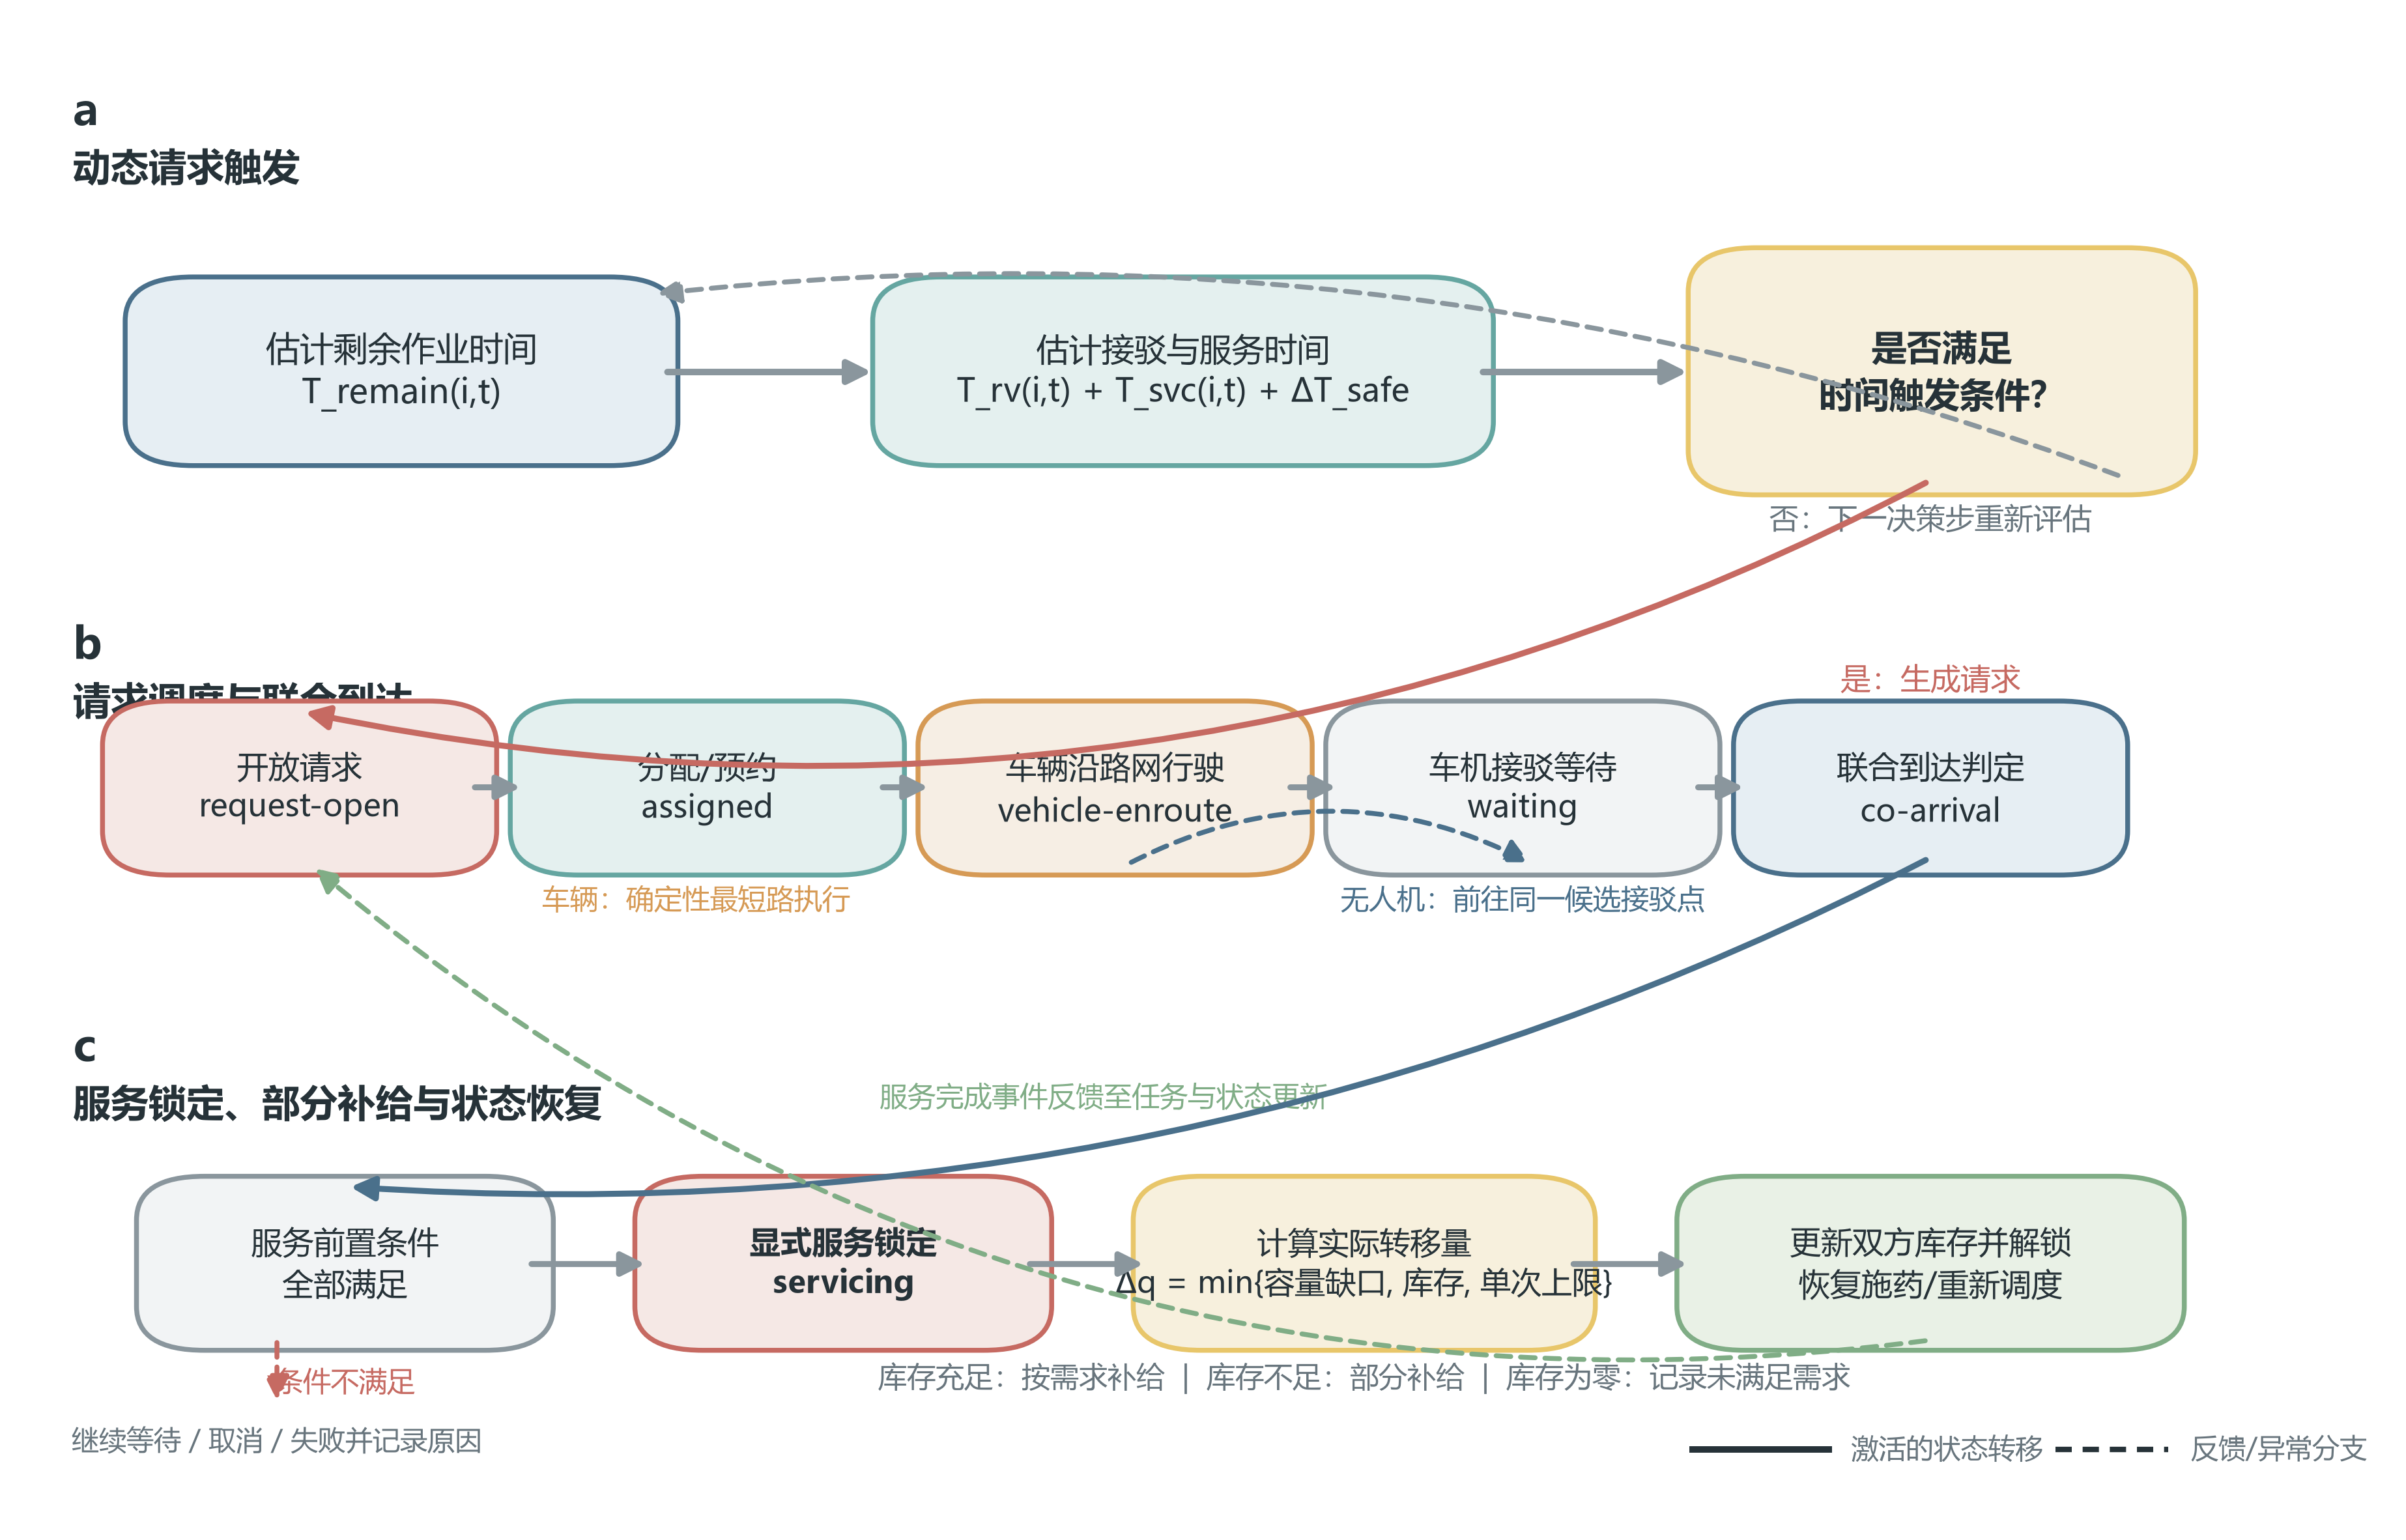 a
动态请求触发
估计剩余作业时间
T_remain(i,t)
估计接驳与服务时间
T_rv(i,t) + T_svc(i,t) + ΔT_safe
是否满足
时间触发条件?
否：下一决策步重新评估
b
请求调度与联合到达
是：生成请求
开放请求
request-open
分配/预约
assigned
车辆沿路网行驶
vehicle-enroute
车机接驳等待
waiting
联合到达判定
co-arrival
车辆：确定性最短路执行
无人机：前往同一候选接驳点
c
服务锁定、部分补给与状态恢复
服务完成事件反馈至任务与状态更新
服务前置条件
全部满足
显式服务锁定
servicing
计算实际转移量
Δq = min{容量缺口, 库存, 单次上限}
更新双方库存并解锁
恢复施药/重新调度
条件不满足
库存充足：按需求补给 | 库存不足：部分补给 | 库存为零：记录未满足需求
继续等待 / 取消 / 失败并记录原因
激活的状态转移
反馈/异常分支